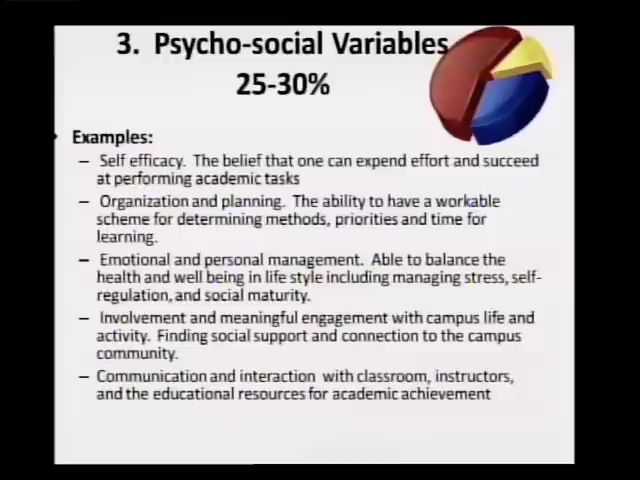 3. Psycho-social Variables
25-30%
Examples:
– Self efficacy. The belief that one can expend effort and succeed
at performing academic tasks
– Organization and planning. The ability to have a workable
scheme for determining methods, priorities and time for
learning.
– Emotional and personal management. Able to balance the
health and well being in life style including managing stress, self-
regulation, and social maturity.
– Involvement and meaningful engagement with campus life and
activity. Finding social support and connection to the campus
community.
– Communication and interaction with classroom, instructors,
and the educational resources for academic achievement